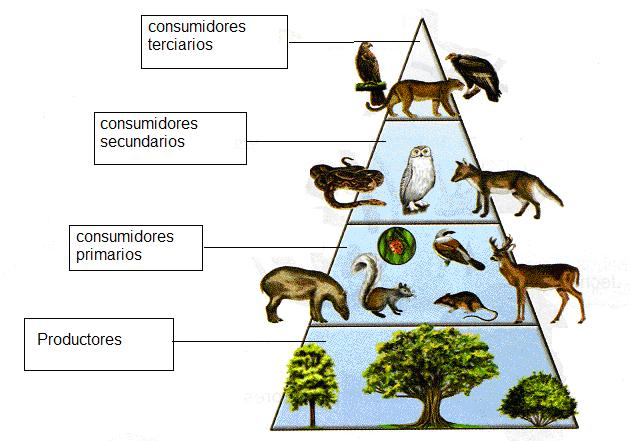 consumidores
terciarios
consumidores
secundarios
consumidores
primarios
Productores